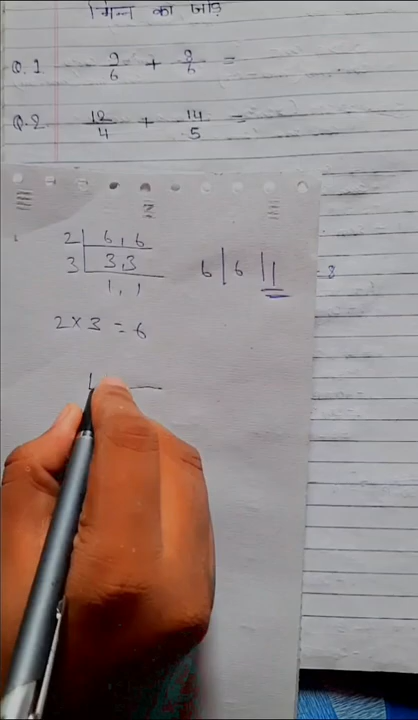 भिन्न का जोड़
Q.1 9/6 + 8/6 =
Q.2 12/4 + 14/5 =
2 | 6, 6
3 | 3, 3
1, 1
6 | 6 | 1
2 × 3 = 6